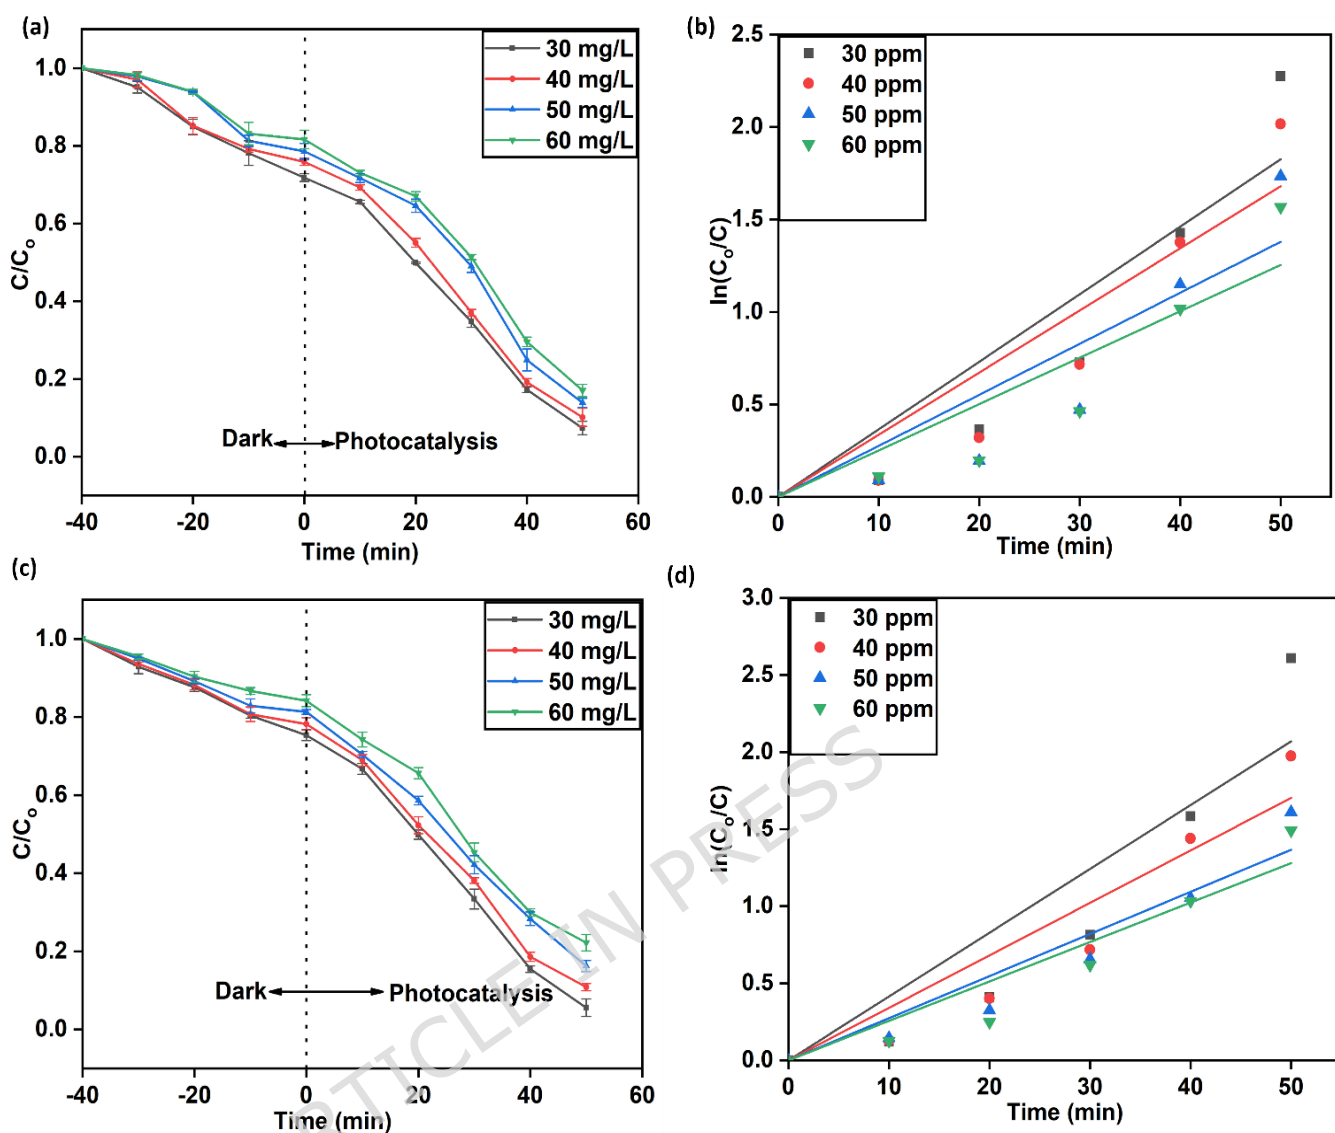 (a)
30 mg/L
40 mg/L
50 mg/L
60 mg/L
1.0
0.8
0.6
0.4
0.2
0.0
C/Co
Dark
Photocatalysis
-40 -20 0 20 40 60
Time (min)
(b)
30 ppm
40 ppm
50 ppm
60 ppm
2.5
2.0
1.5
1.0
0.5
0.0
ln(Co/C)
0 10 20 30 40 50
Time (min)
(c)
30 mg/L
40 mg/L
50 mg/L
60 mg/L
1.0
0.8
0.6
0.4
0.2
0.0
C/Co
Dark
Photocatalysis
-40 -20 0 20 40 60
Time (min)
(d)
30 ppm
40 ppm
50 ppm
60 ppm
3.0
2.5
2.0
1.5
1.0
0.5
0.0
ln(Co/C)
0 10 20 30 40 50
Time (min)
RTICLE IN PRESS